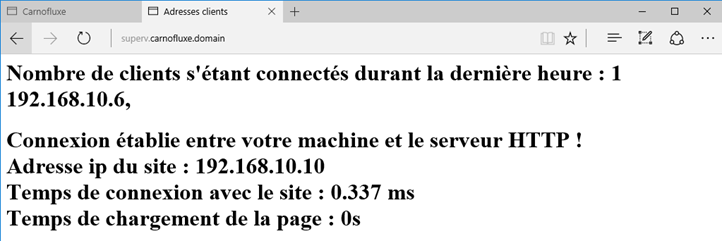 Carnofluxe
Adresses clients
superv.carnofluxe.domain
Nombre de clients s'étant connectés durant la dernière heure : 1
192.168.10.6,
Connexion établie entre votre machine et le serveur HTTP !
Adresse ip du site : 192.168.10.10
Temps de connexion avec le site : 0.337 ms
Temps de chargement de la page : 0s